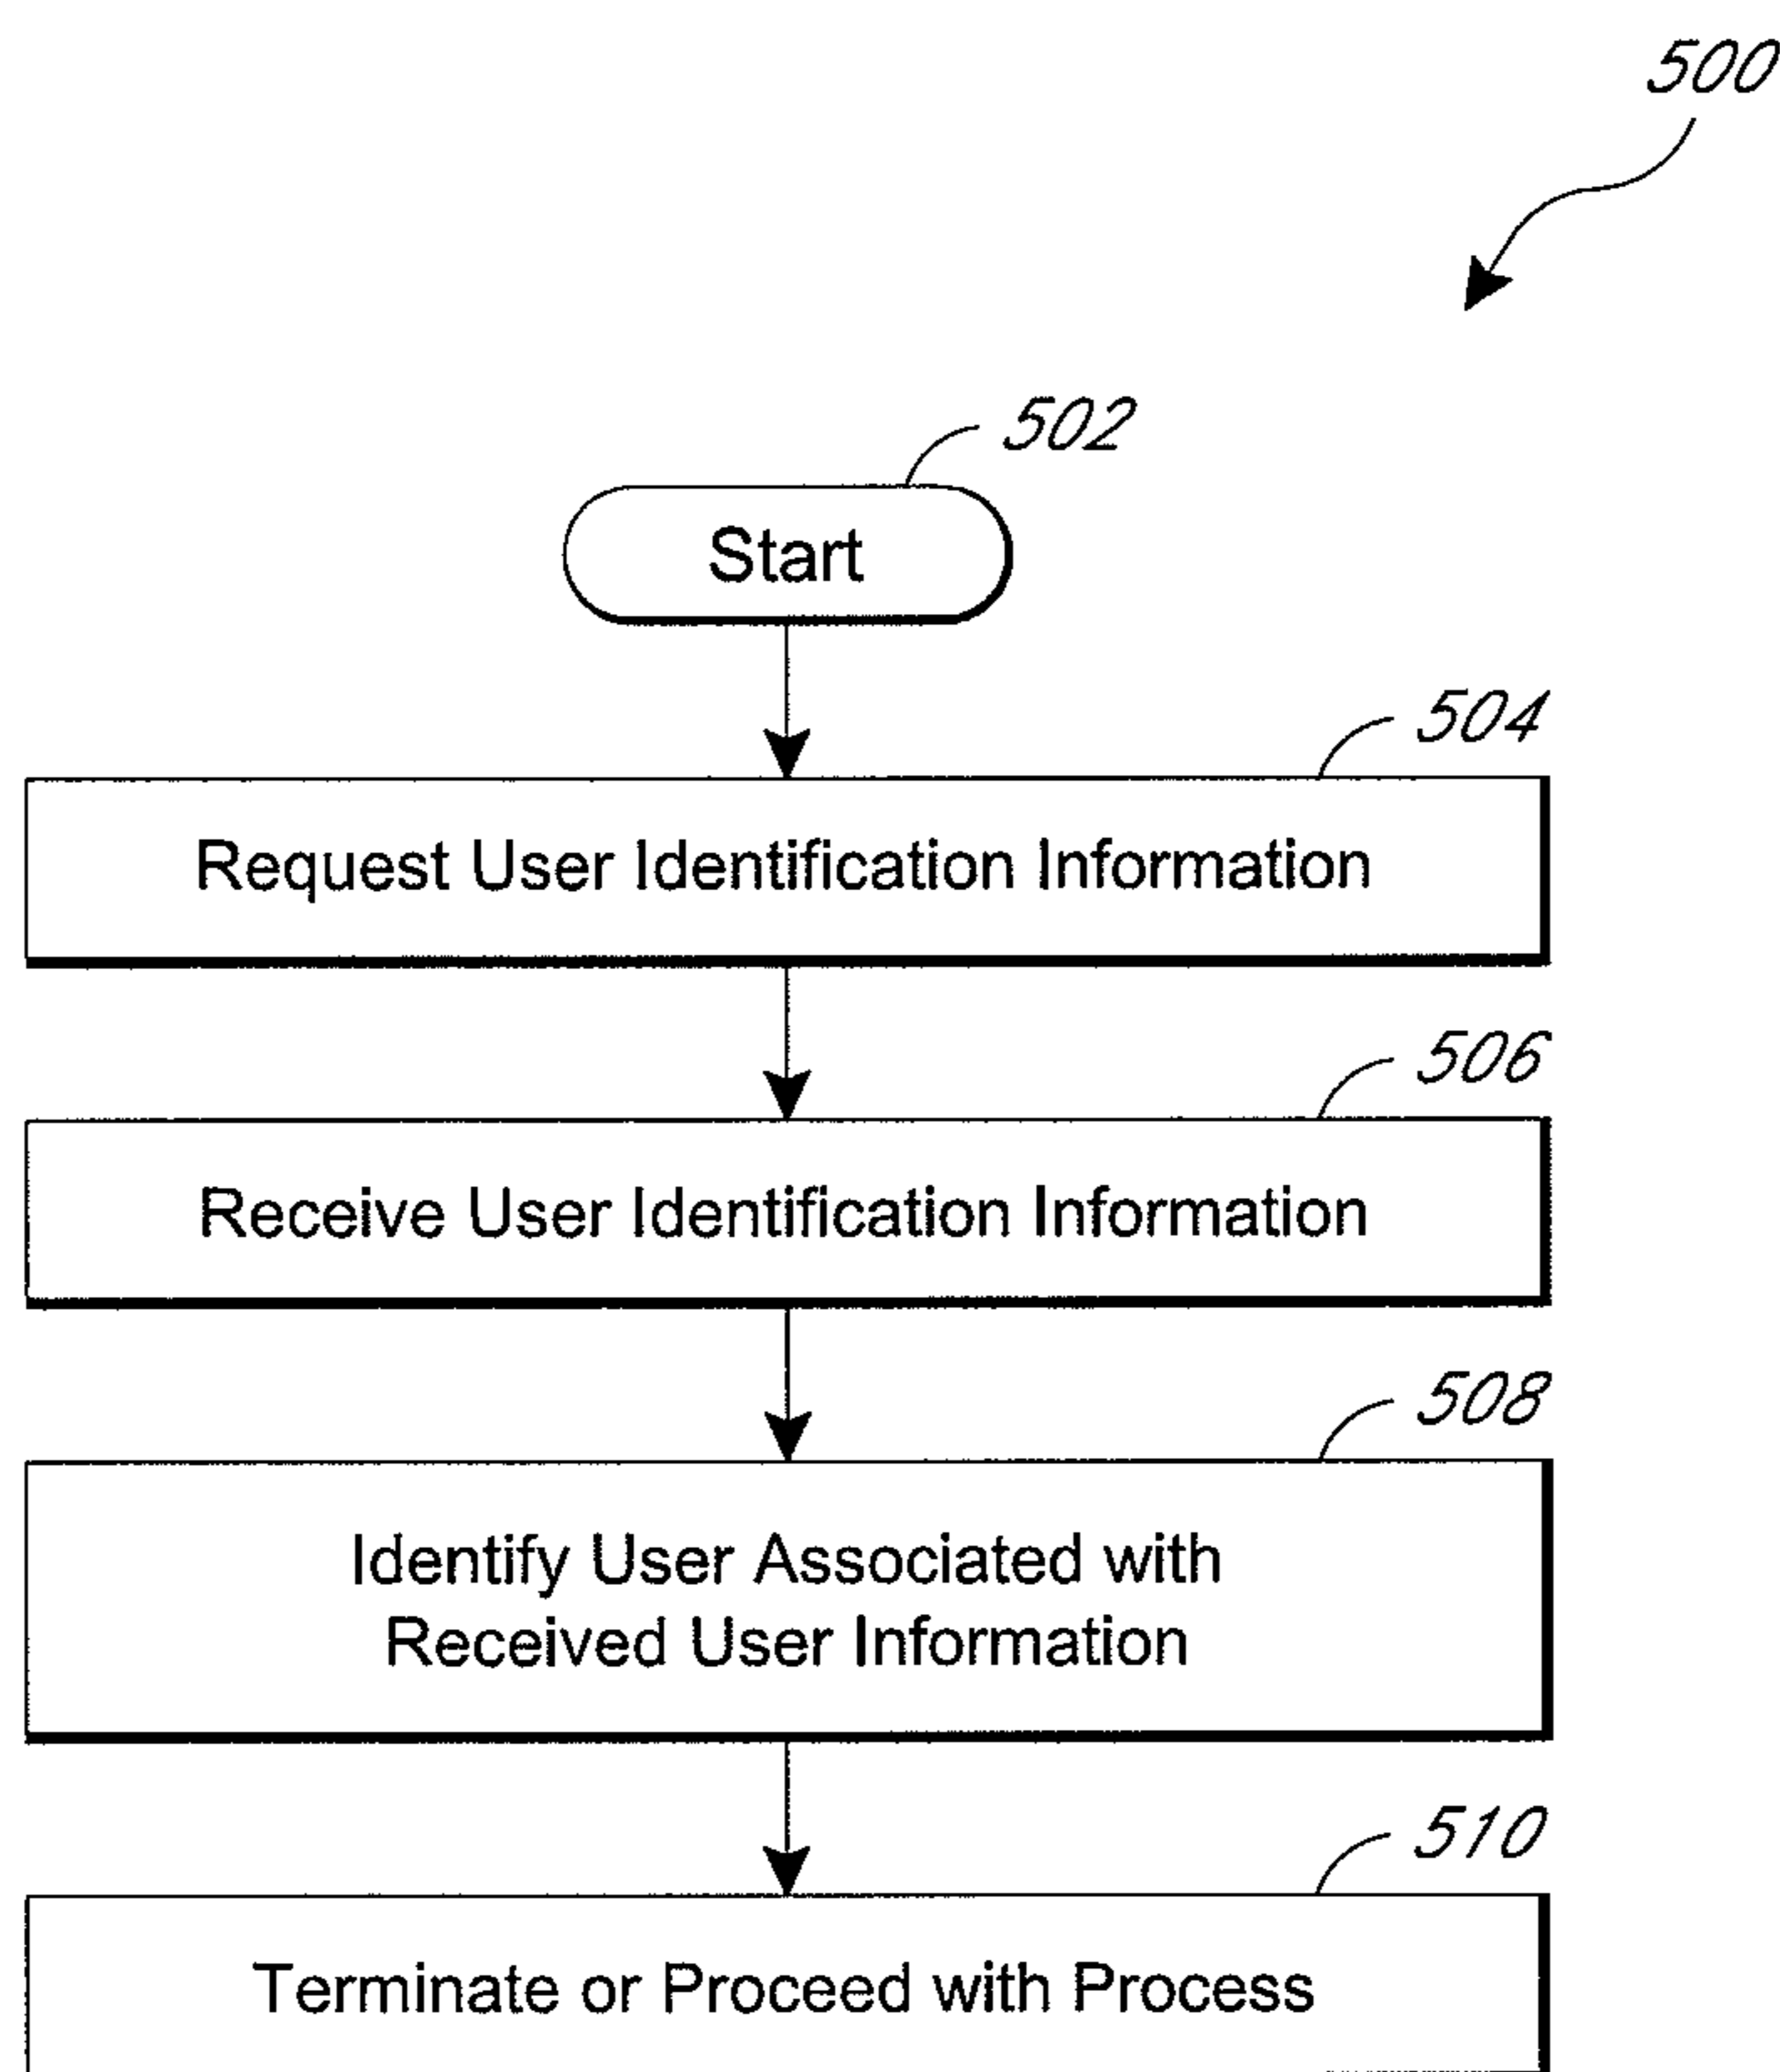 500
502
Start
504
Request User Identification Information
506
Receive User Identification Information
508
Identify User Associated with
Received User Information
510
Terminate or Proceed with Process